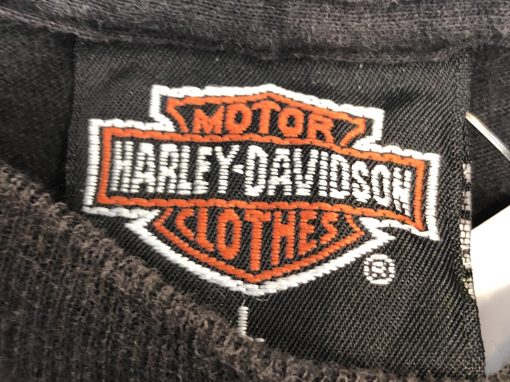 MOTOR
HARLEY-DAVIDSON
CLOTHES
®